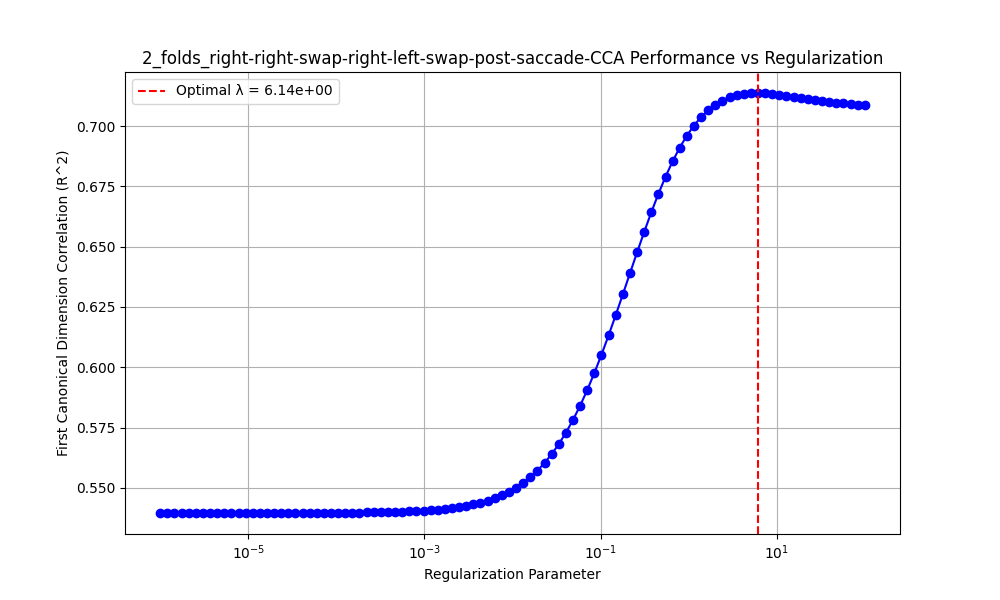 2_folds_right-right-swap-right-left-swap-post-saccade-CCA Performance vs Regularization
Optimal λ = 6.14e+00
First Canonical Dimension Correlation (R^2)
0.700
0.675
0.650
0.625
0.600
0.575
0.550
10⁻⁵ 10⁻³ 10⁻¹ 10¹
Regularization Parameter